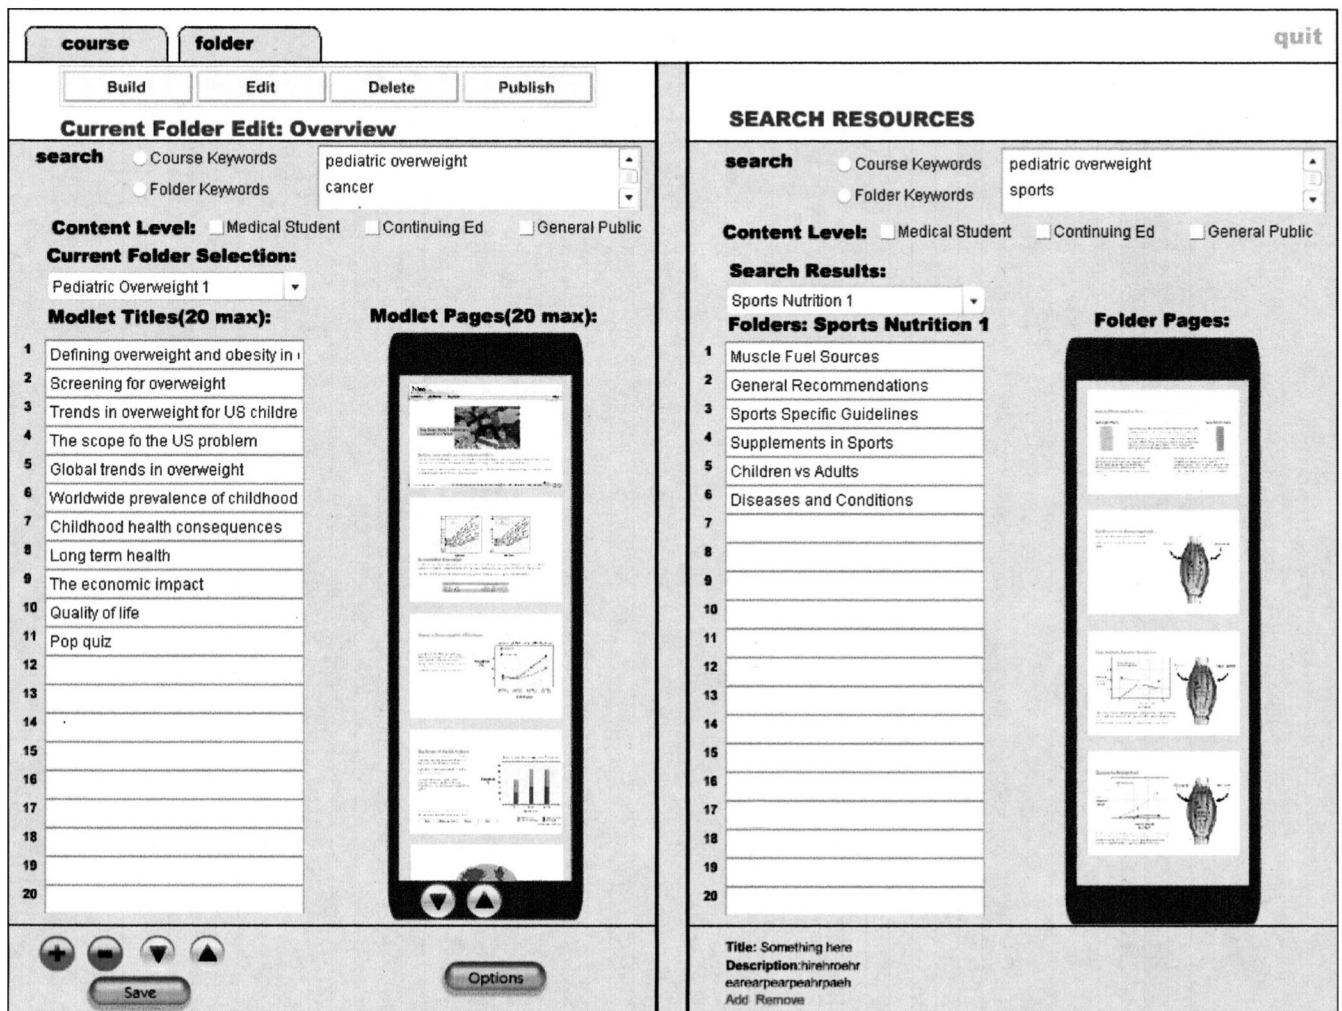 course
folder
quit
Build
Edit
Delete
Publish
Current Folder Edit: Overview
search
Course Keywords
Folder Keywords
pediatric overweight
cancer
Content Level:
Medical Student
Continuing Ed
General Public
Current Folder Selection:
Pediatric Overweight 1
Modlet Titles(20 max):
1 Defining overweight and obesity in
2 Screening for overweight
3 Trends in overweight for US childre
4 The scope fo the US problem
5 Global trends in overweight
6 Worldwide prevalence of childhood
7 Childhood health consequences
8 Long term health
9 The economic impact
10 Quality of life
11 Pop quiz
12
13
14
15
16
17
18
19
20
Modlet Pages(20 max):
Save
Options
SEARCH RESOURCES
search
Course Keywords
Folder Keywords
pediatric overweight
sports
Content Level:
Medical Student
Continuing Ed
General Public
Search Results:
Sports Nutrition 1
Folders: Sports Nutrition 1
1 Muscle Fuel Sources
2 General Recommendations
3 Sports Specific Guidelines
4 Supplements in Sports
5 Children vs Adults
6 Diseases and Conditions
7
8
9
10
11
12
13
14
15
16
17
18
19
20
Folder Pages:
Title: Something here
Description:hirehroehr
earearpearpeahrpaeh
Add Remove